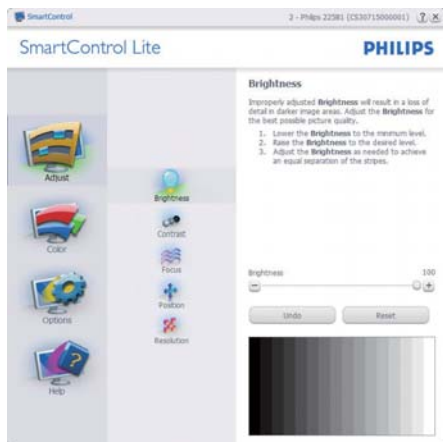 SmartControl
2 - Philips 225B1 (CS30715000001)
SmartControl Lite
PHILIPS
Adjust
Color
Options
Help
Brightness
Contrast
Focus
Position
Resolution
Brightness
Improperly adjusted Brightness will result in a loss of
detail in darker image areas. Adjust the Brightness for
the best possible picture quality.
1. Lower the Brightness to the minimum level.
2. Raise the Brightness to the desired level.
3. Adjust the Brightness as needed to achieve
an equal separation of the stripes.
Brightness 100
Undo Reset